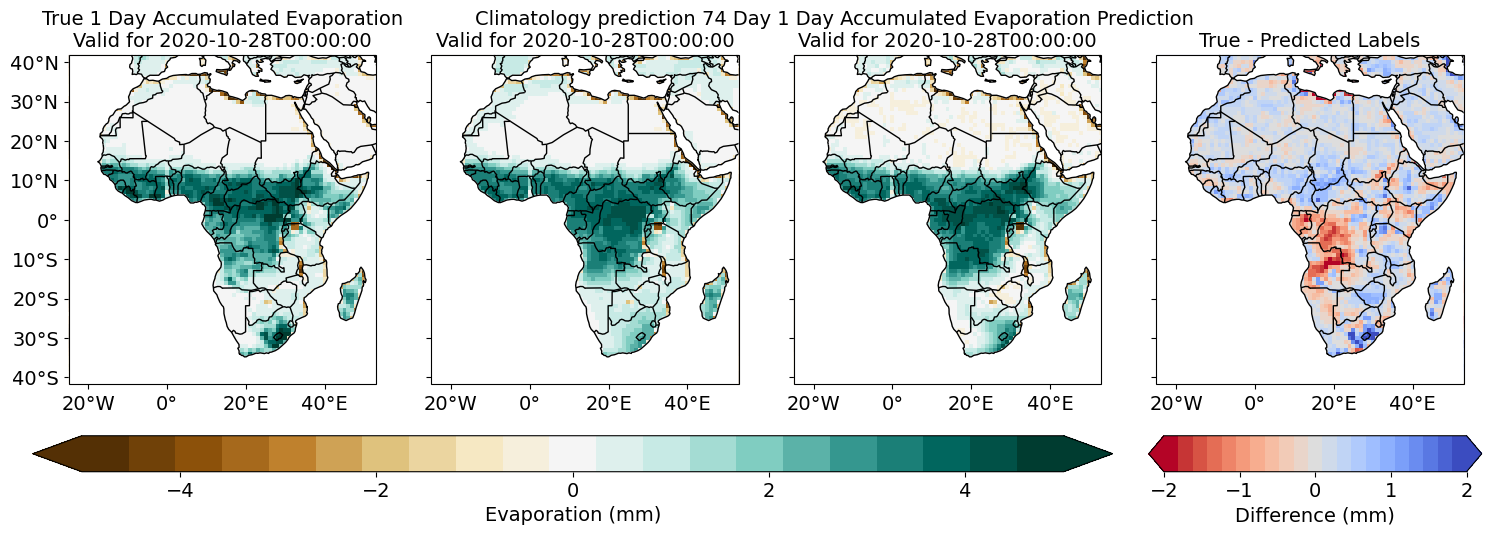 True 1 Day Accumulated Evaporation
Valid for 2020-10-28T00:00:00
Climatology prediction 74 Day 1 Day Accumulated Evaporation Prediction
Valid for 2020-10-28T00:00:00
Valid for 2020-10-28T00:00:00
True - Predicted Labels
40°N
30°N
20°N
10°N
0°
10°S
20°S
30°S
40°S
20°W 0° 20°E 40°E
20°W 0° 20°E 40°E
20°W 0° 20°E 40°E
20°W 0° 20°E 40°E
−4 −2 0 2 4
Evaporation (mm)
−2 −1 0 1 2
Difference (mm)